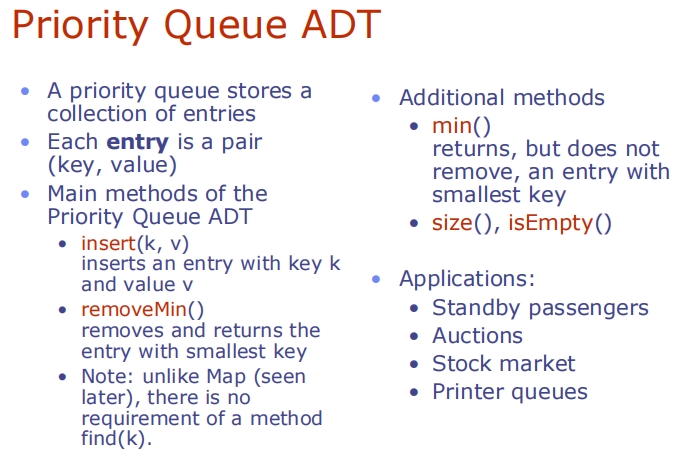 Priority Queue ADT
• A priority queue stores a
collection of entries
• Each entry is a pair
(key, value)
• Main methods of the
Priority Queue ADT
• insert(k, v)
inserts an entry with key k
and value v
• removeMin()
removes and returns the
entry with smallest key
• Note: unlike Map (seen
later), there is no
requirement of a method
find(k).
• Additional methods
• min()
returns, but does not
remove, an entry with
smallest key
• size(), isEmpty()
• Applications:
• Standby passengers
• Auctions
• Stock market
• Printer queues